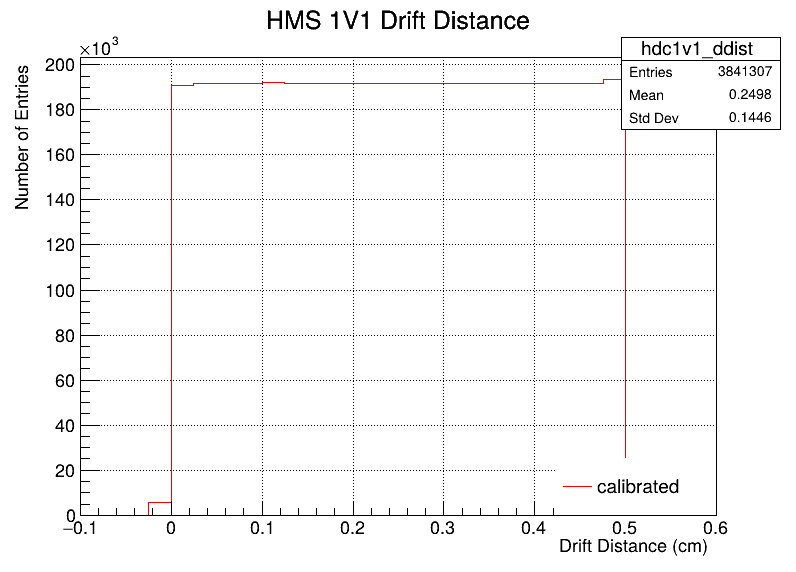 HMS 1V1 Drift Distance
×10³
hdc1v1_ddist
Entries 3841307
Mean 0.2498
Std Dev 0.1446
Number of Entries
200
180
160
140
120
100
80
60
40
20
0
calibrated
−0.1 0 0.1 0.2 0.3 0.4 0.5 0.6
Drift Distance (cm)